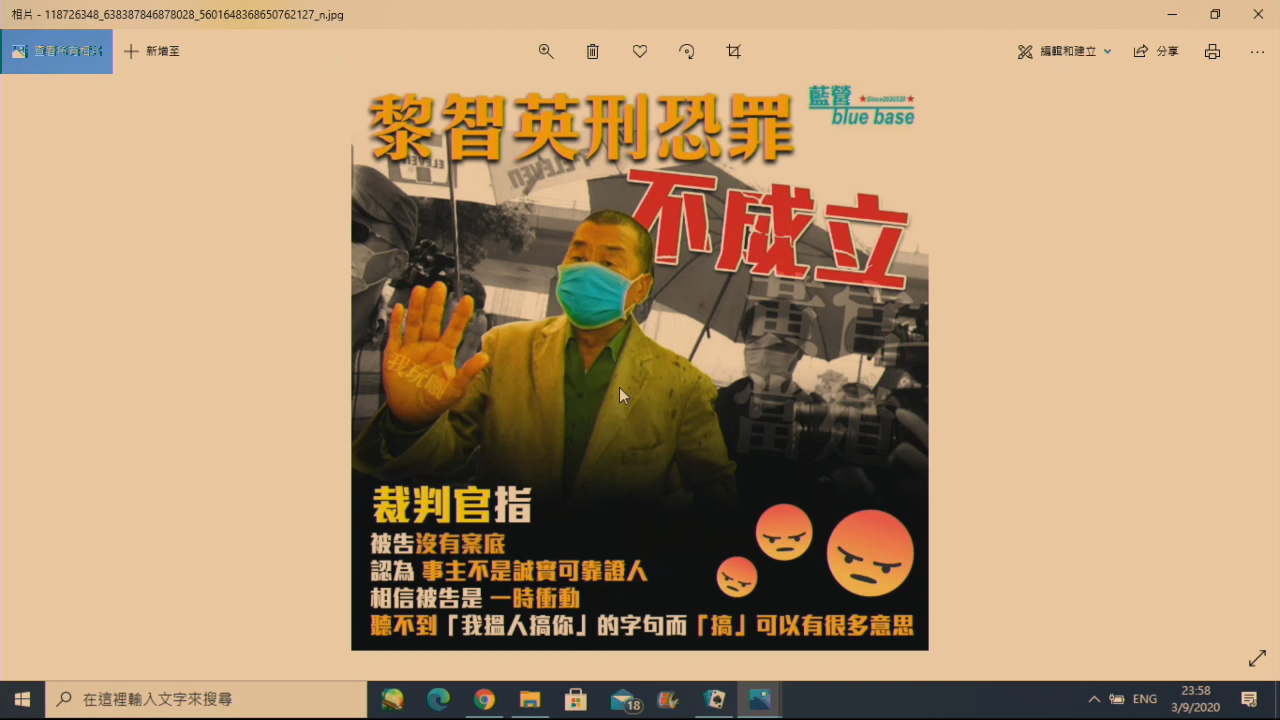 相片 - 118726348_638387846878028_5601648368650762127_n.jpg
查看所有相片
新增至
編輯和建立
分享
黎智英刑恐罪
藍營
★Since2020320★
blue base
ELEVEN
7-ELEVEN
不成立
我玩嘥
裁判官指
被告沒有案底
認為 事主不是誠實可靠證人
相信被告是 一時衝動
聽不到「我搵人搞你」的字句而「搞」可以有很多意思
在這裡輸入文字來搜尋
18
ENG
23:58
3/9/2020